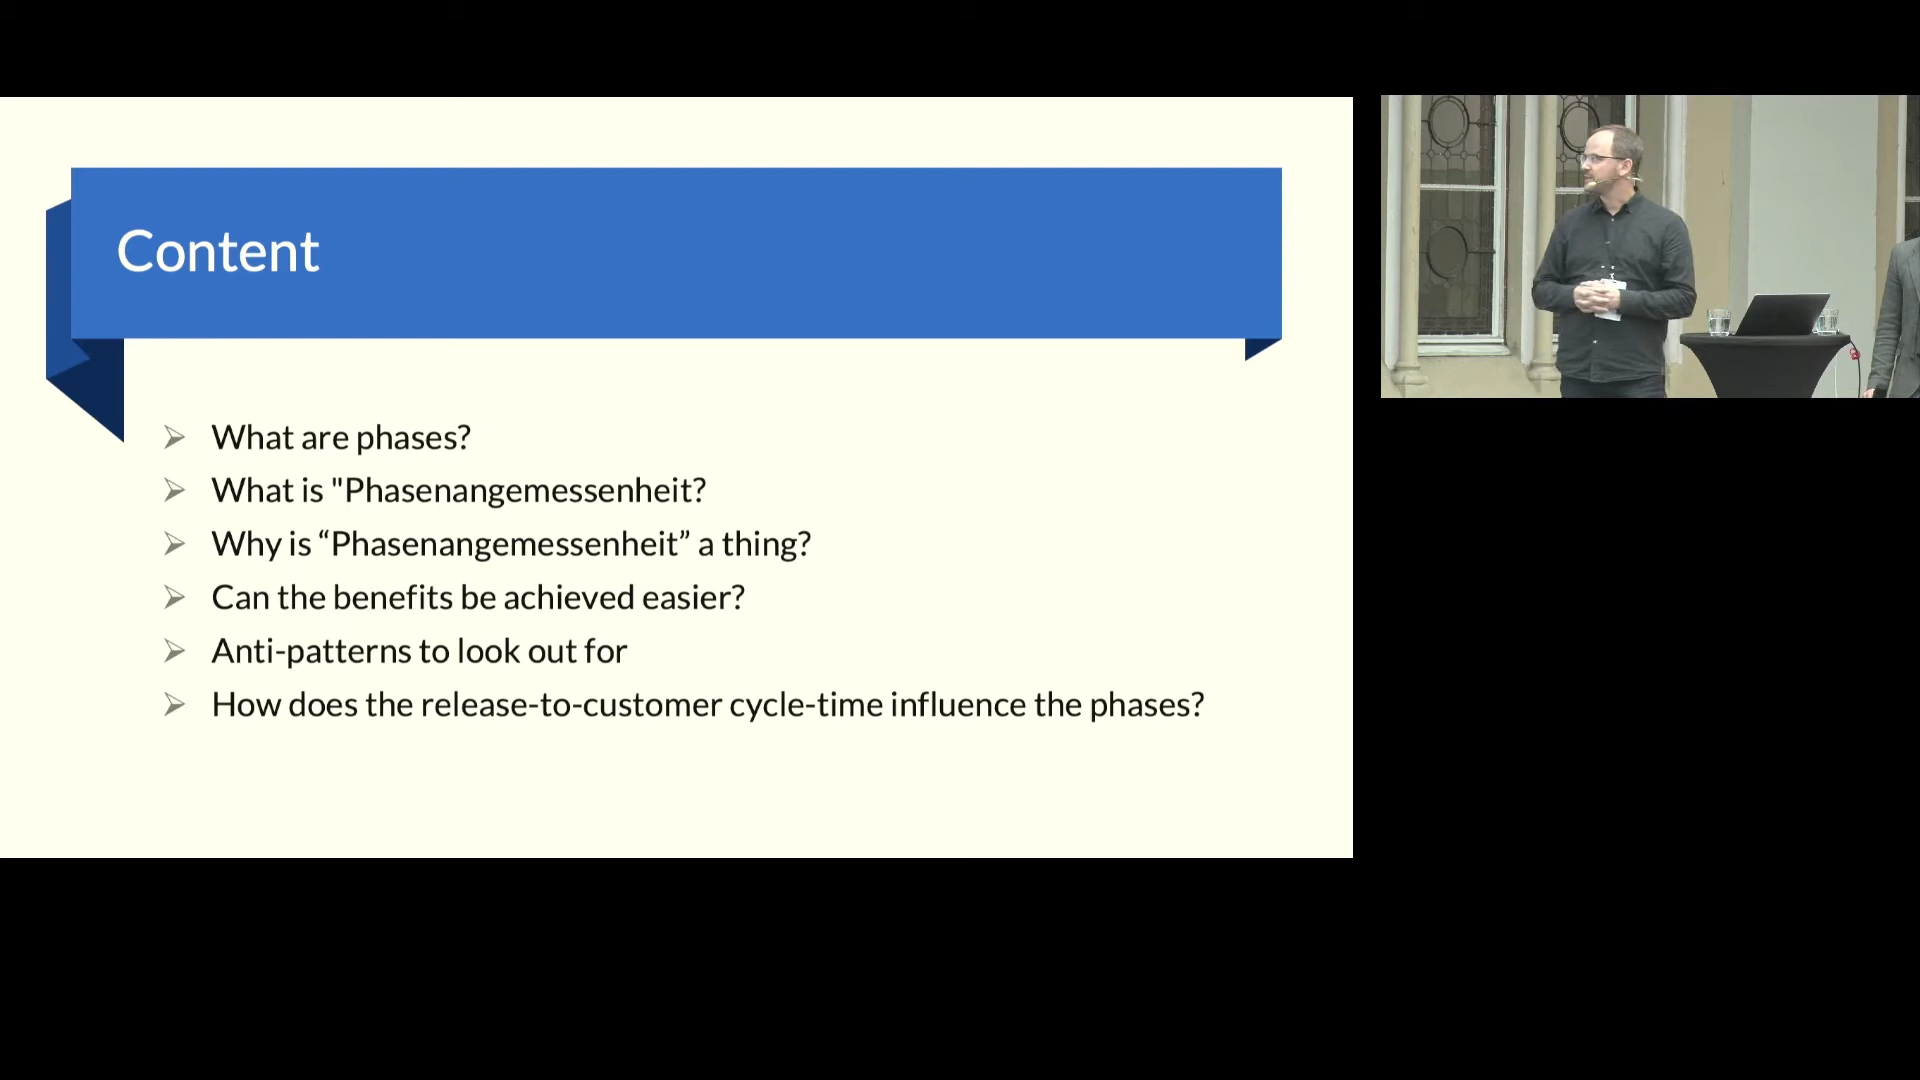 Content
What are phases?
What is "Phasenangemessenheit?
Why is “Phasenangemessenheit” a thing?
Can the benefits be achieved easier?
Anti-patterns to look out for
How does the release-to-customer cycle-time influence the phases?